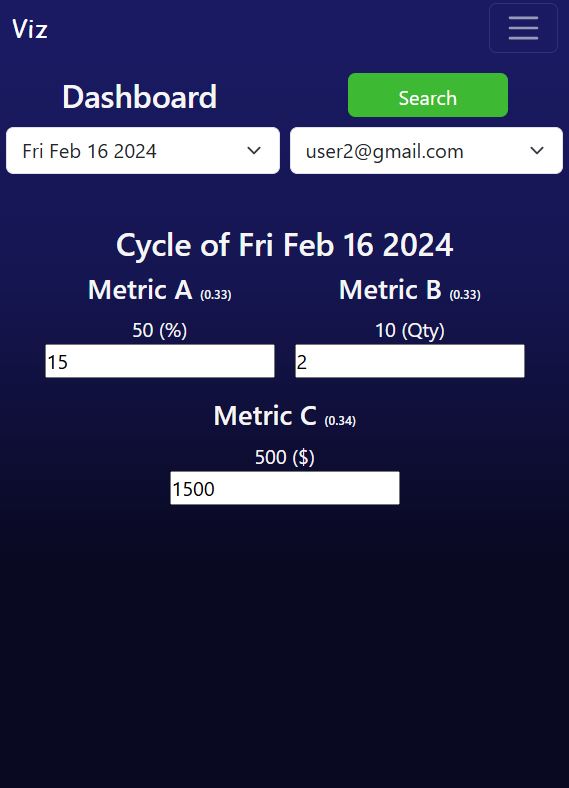 Viz
Dashboard
Search
Fri Feb 16 2024
user2@gmail.com
Cycle of Fri Feb 16 2024
Metric A (0.33)
50 (%)
15
Metric B (0.33)
10 (Qty)
2
Metric C (0.34)
500 ($)
1500